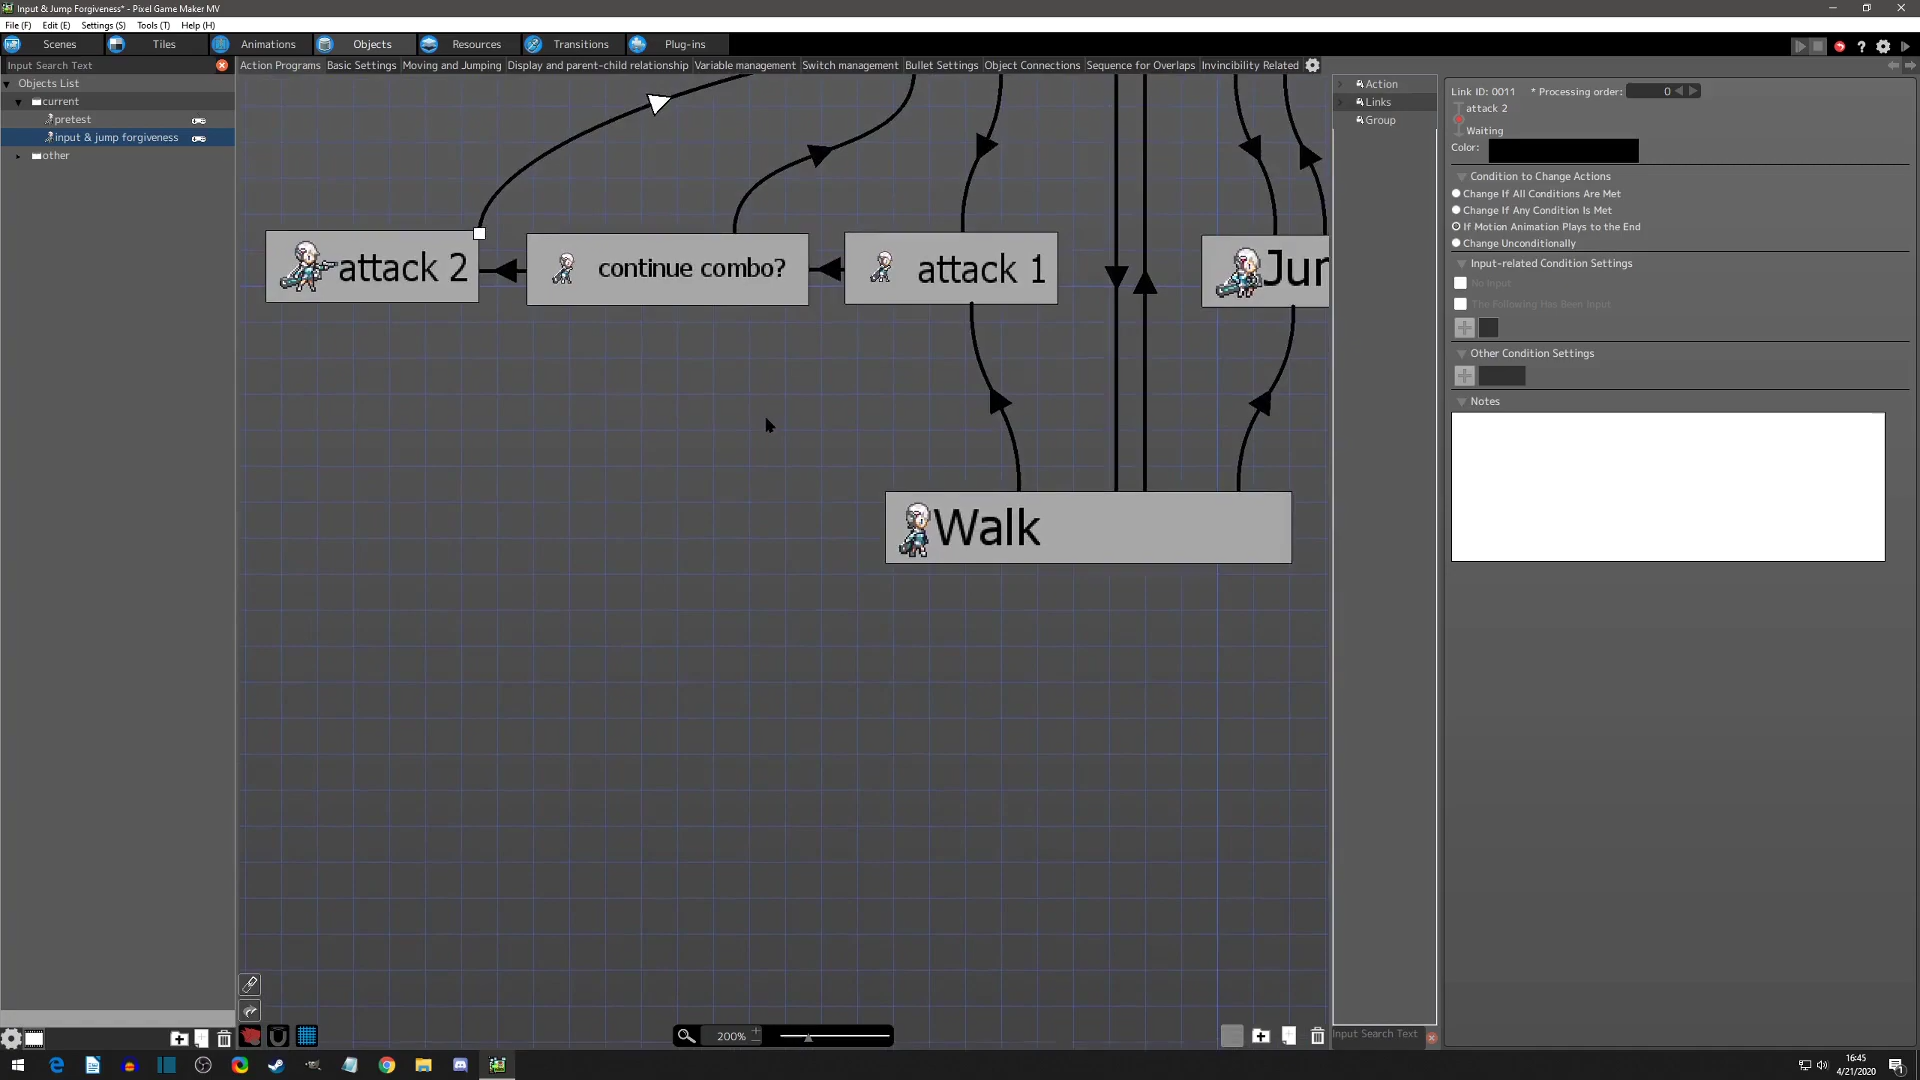 Input & Jump Forgiveness* - Pixel Game Maker MV
File (F) Edit (E) Settings (S) Tools (T) Help (H)
Scenes Tiles Animations Objects Resources Transitions Plug-ins
Input Search Text
Action Programs Basic Settings Moving and Jumping Display and parent-child relationship Variable management Switch management Bullet Settings Object Connections Sequence for Overlaps Invincibility Related
Objects List
current
pretest
input & jump forgiveness
other
attack 2
continue combo?
attack 1
Jur
Walk
200%
Action
Links
Group
Input Search Text
Link ID: 0011 * Processing order: 0
attack 2
Waiting
Color:
Condition to Change Actions
Change If All Conditions Are Met
Change If Any Condition Is Met
If Motion Animation Plays to the End
Change Unconditionally
Input-related Condition Settings
No Input
The Following Has Been Input
Other Condition Settings
Notes
16:45
4/21/2020